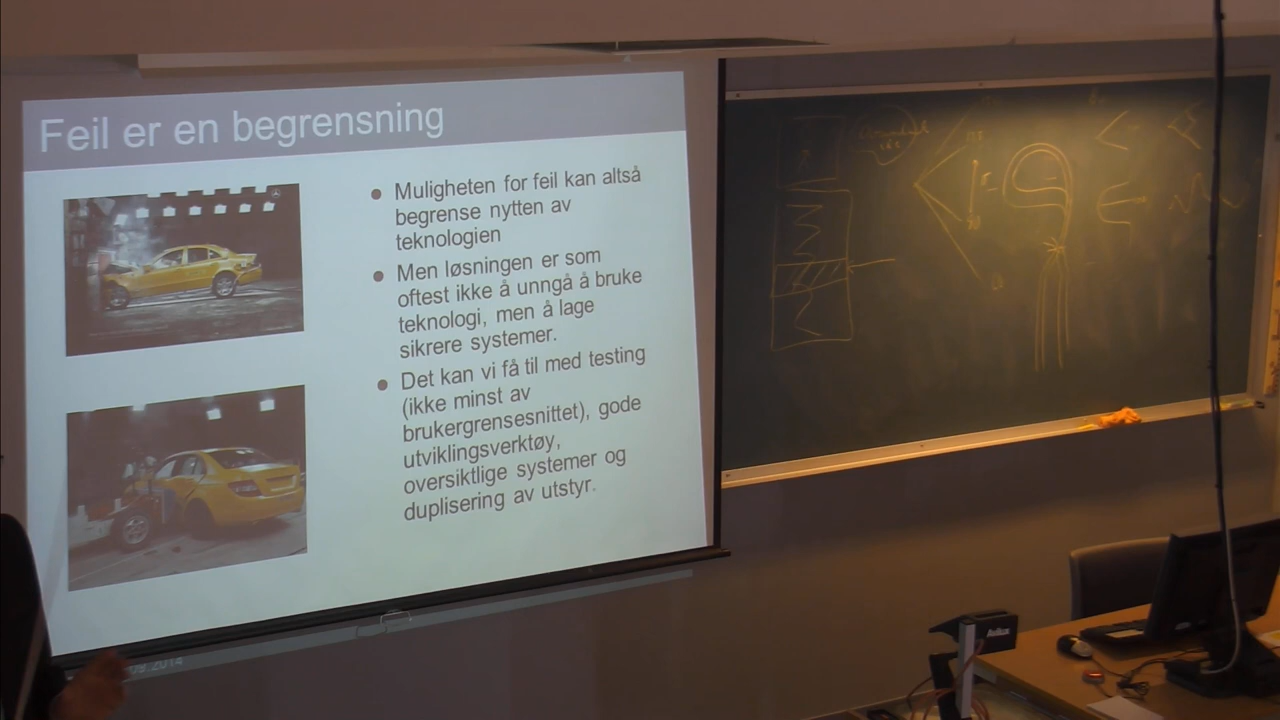 Feil er en begrensning
Muligheten for feil kan altså
begrense nytten av
teknologien
Men løsningen er som
oftest ikke å unngå å bruke
teknologi, men å lage
sikrere systemer.
Det kan vi få til med testing
(ikke minst av
brukergrensesnittet), gode
utviklingsverktøy,
oversiktlige systemer og
duplisering av utstyr.
09.2014